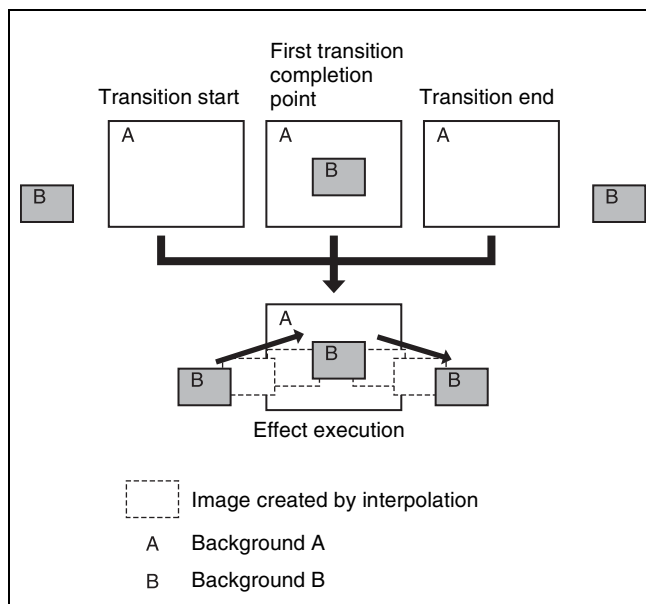 First transition
completion
point
Transition start
Transition end
A
A
A
B
B
B
A
B
B
B
Effect execution
Image created by interpolation
A Background A
B Background B